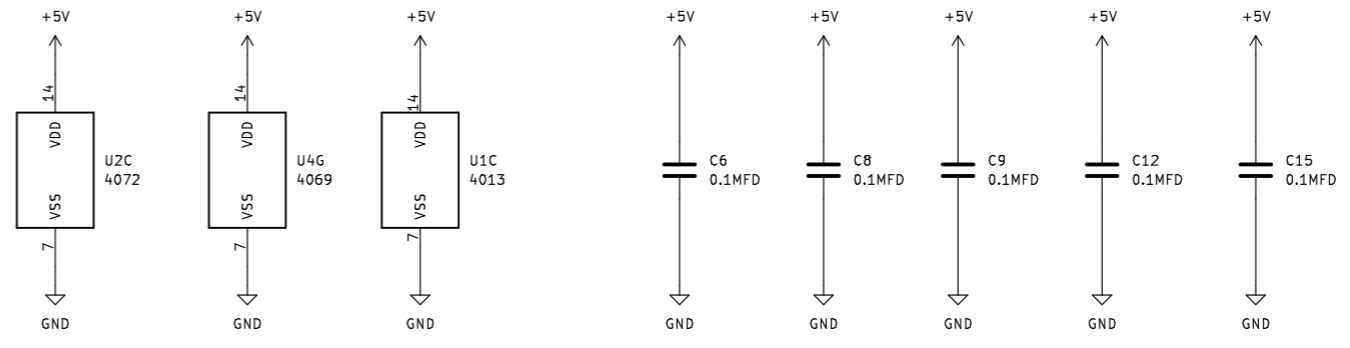 +5V +5V +5V +5V +5V +5V +5V +5V
14 14 14
VDD VDD VDD
U2C U4G U1C C6 C8 C9 C12 C15
4072 4069 4013 0.1MFD 0.1MFD 0.1MFD 0.1MFD 0.1MFD
VSS VSS VSS
7 7 7
GND GND GND GND GND GND GND GND